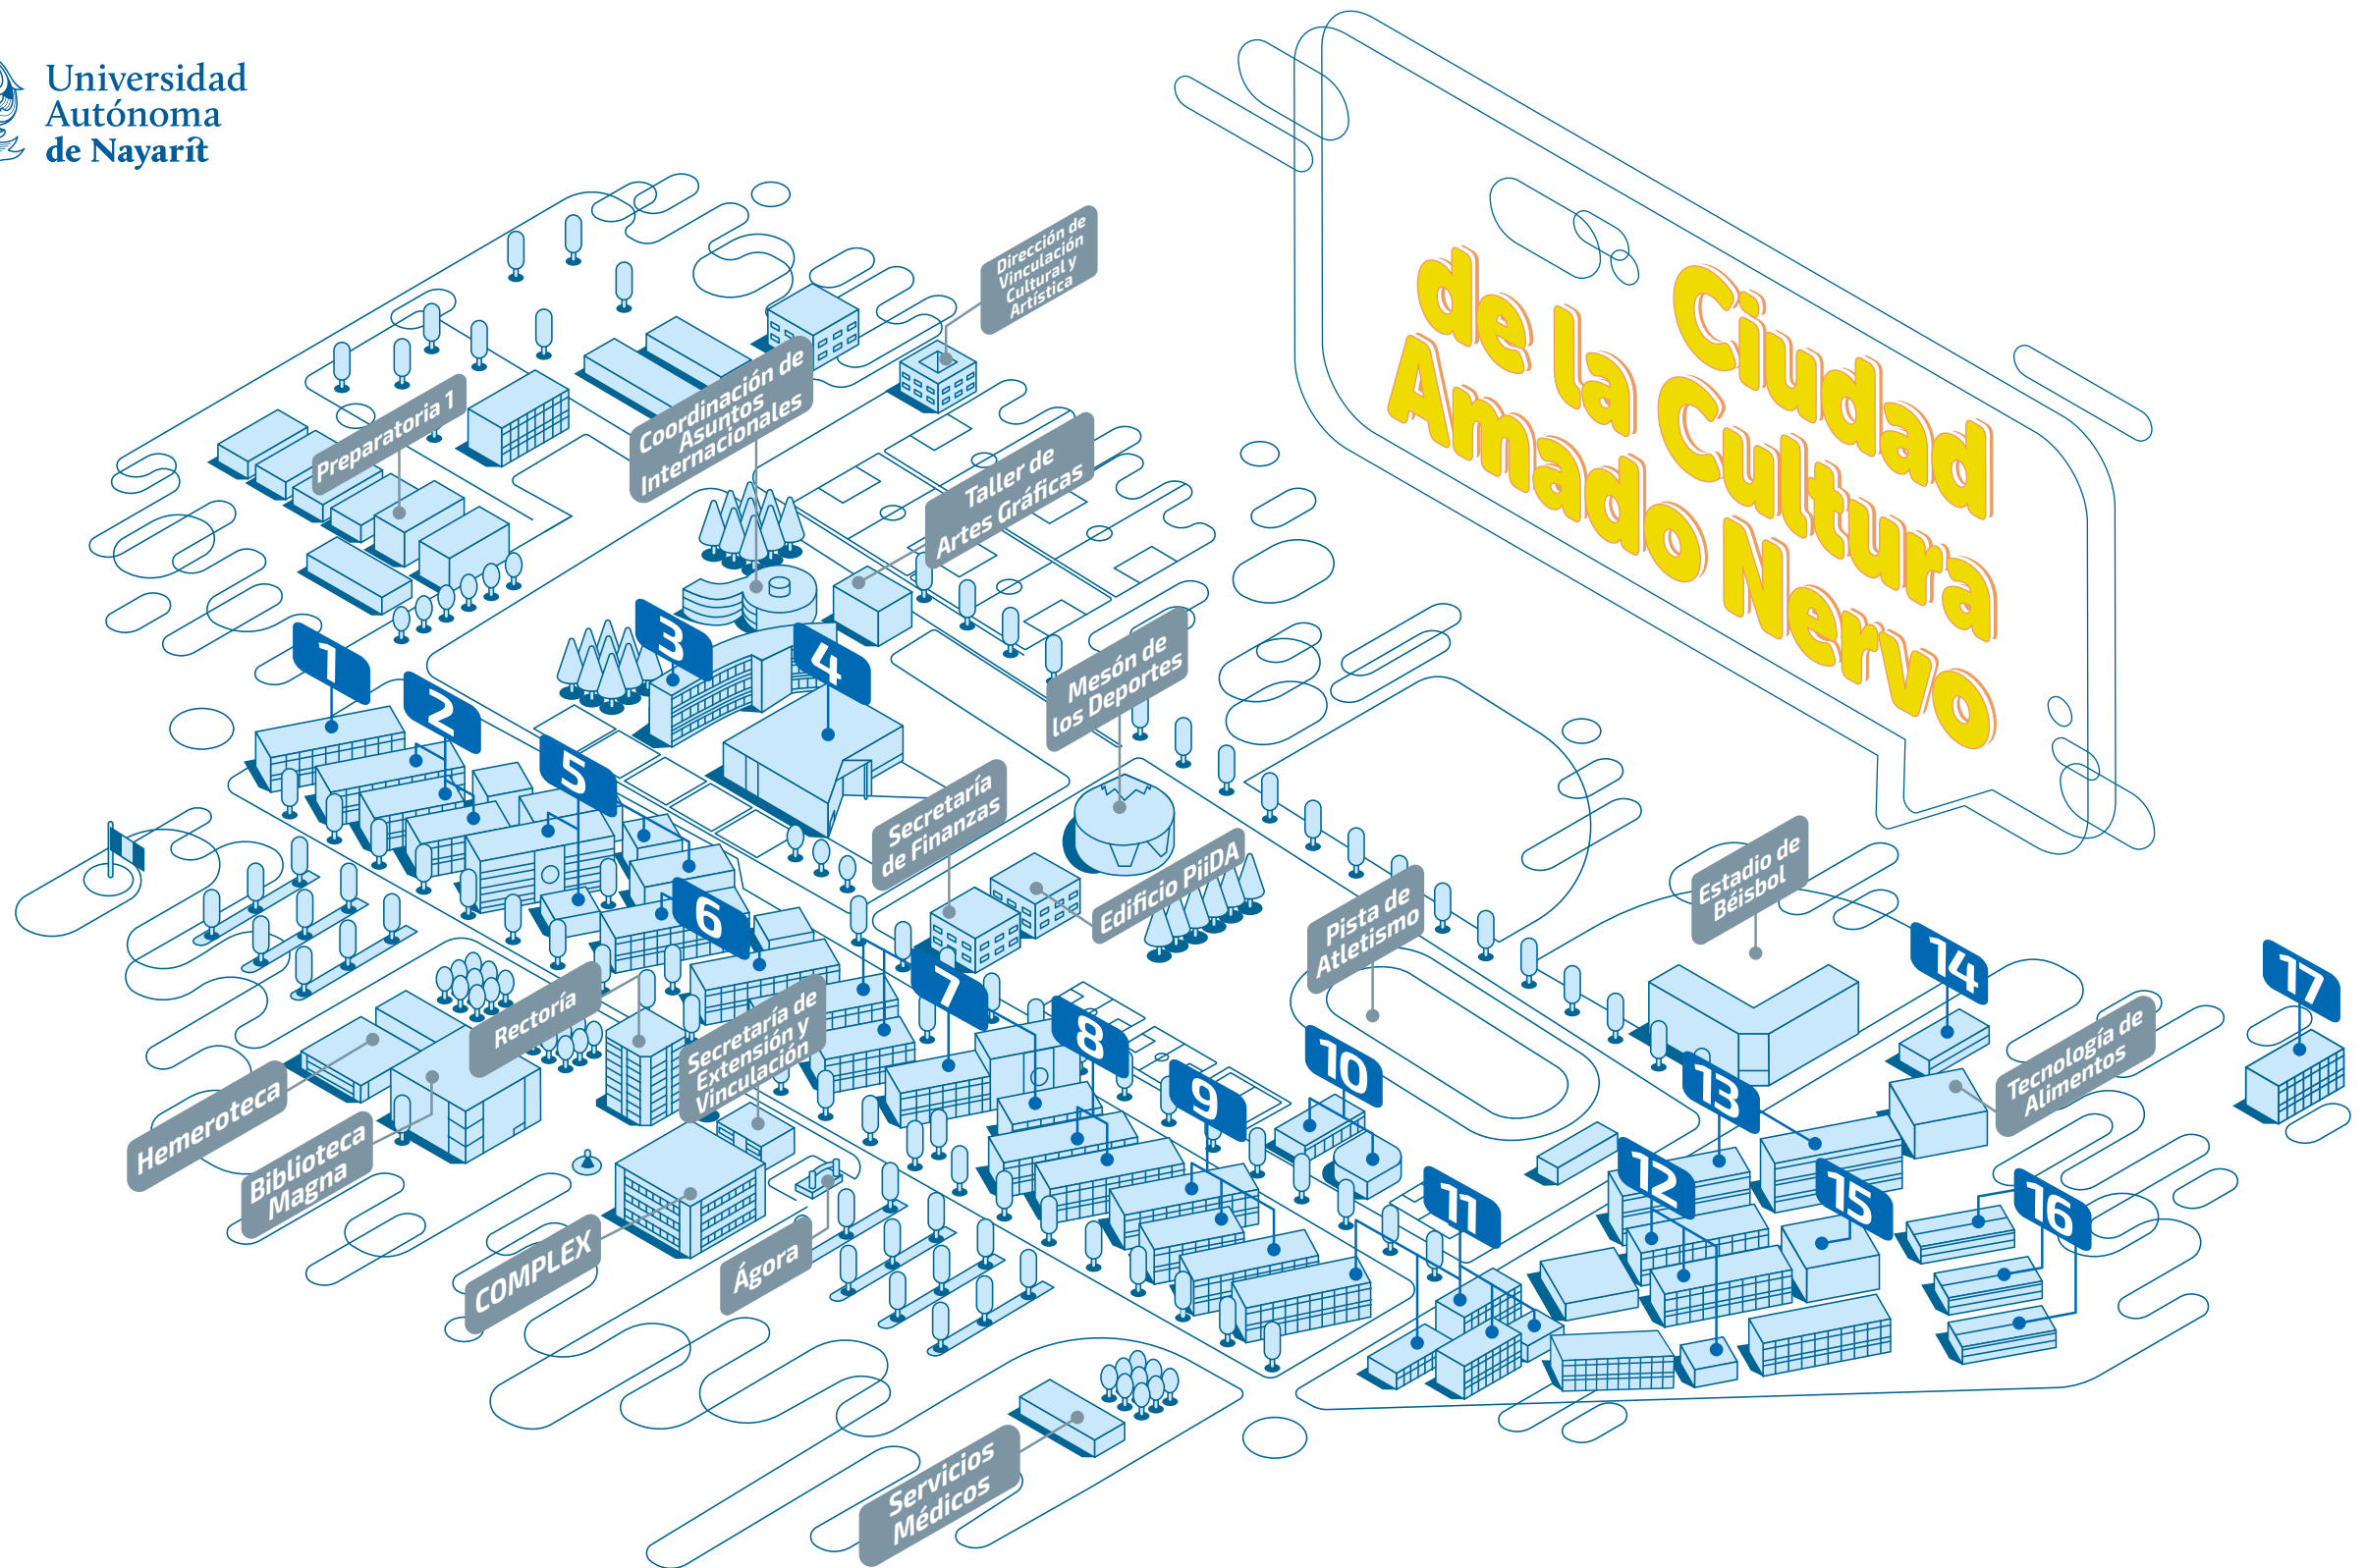 Universidad
Autónoma
de Nayarit
Ciudad
de la Cultura
Amado Nervo
Dirección de
Vinculación
Cultural y
Artística
Coordinación de
Asuntos
Internacionales
Preparatoria 1
Taller de
Artes Gráficas
Mesón de
los Deportes
1
2
3
4
5
Secretaría
de Finanzas
Edificio PiiDA
Pista de
Atletismo
Estadio de
Béisbol
6
7
8
9
10
14
17
13
Tecnología de
Alimentos
Rectoría
Secretaría de
Extensión y
Vinculación
Hemeroteca
Biblioteca
Magna
11
12
15
16
COMPLEX
Ágora
Servicios
Médicos